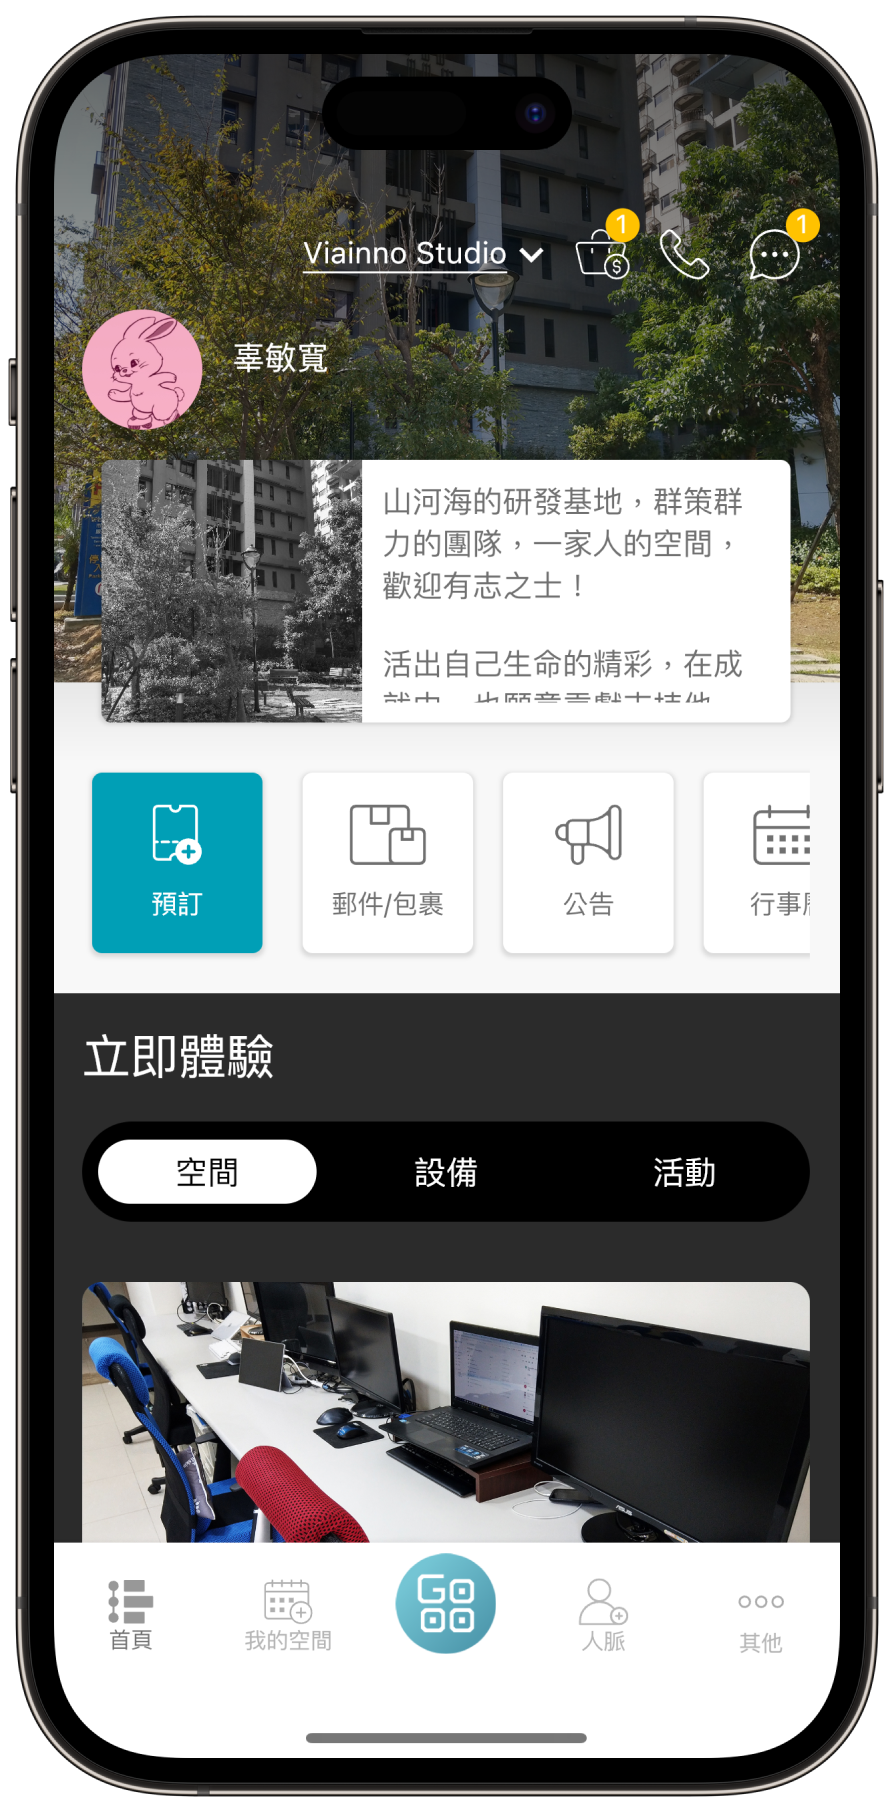 Viainno Studio
1
1
辜敏寬
山河海的研發基地，群策群
力的團隊，一家人的空間，
歡迎有志之士！
活出自己生命的精彩，在成
預訂
郵件/包裹
公告
行事
立即體驗
空間
設備
活動
ASUS
首頁
我的空間
GO
人脈
其他